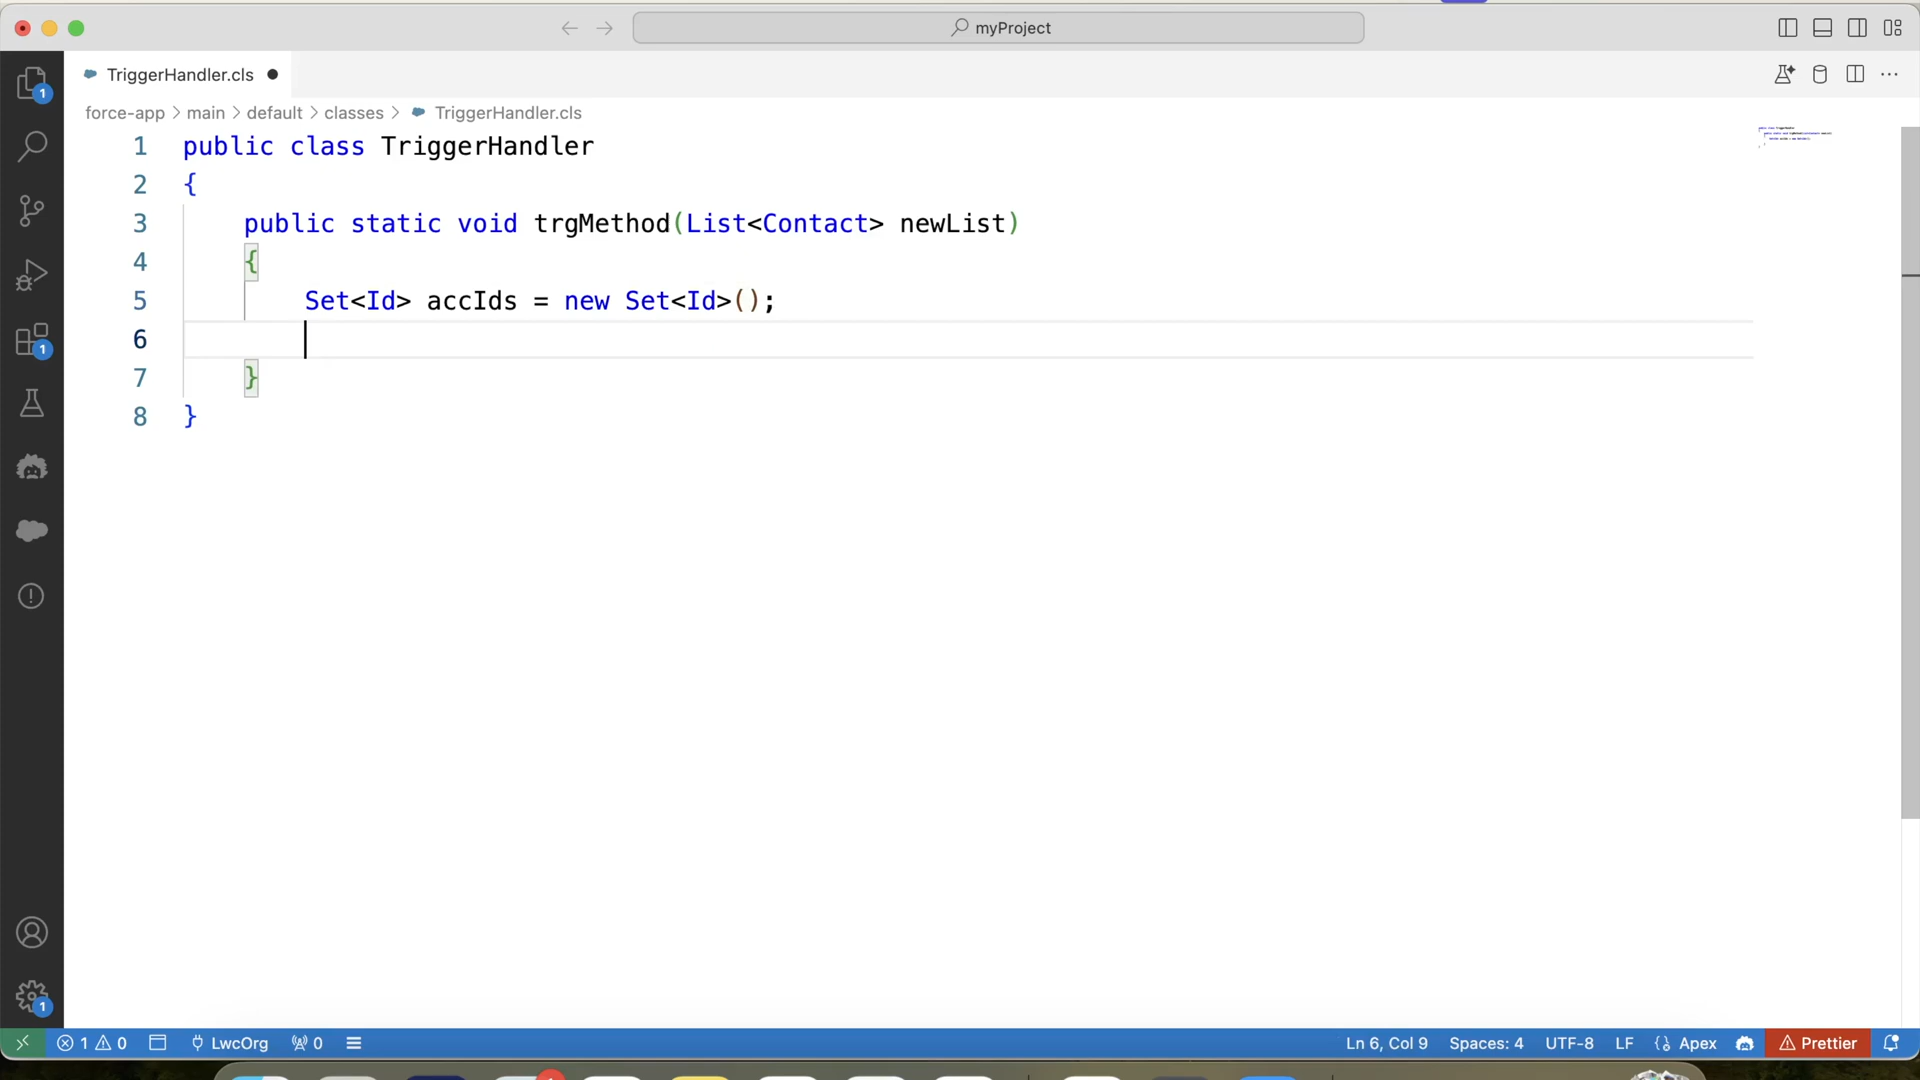 myProject
TriggerHandler.cls
force-app > main > default > classes > TriggerHandler.cls
1 public class TriggerHandler
2 {
3 public static void trgMethod(List<Contact> newList)
4 {
5 Set<Id> accIds = new Set<Id>();
6
7 }
8 }
1
1
1
1 0 LwcOrg 0 Ln 6, Col 9 Spaces: 4 UTF-8 LF Apex Prettier